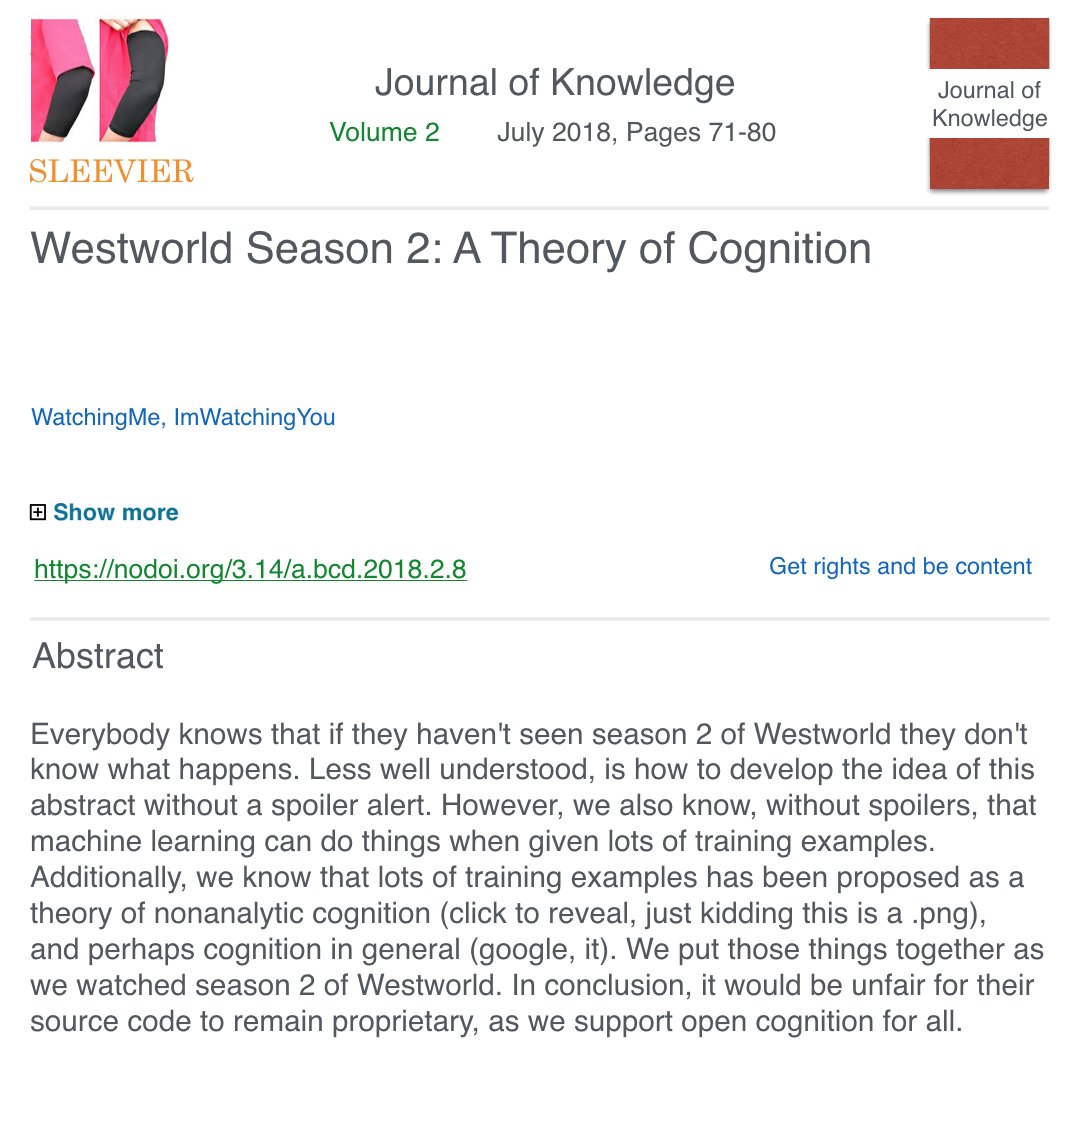 Journal of Knowledge
Volume 2 July 2018, Pages 71-80
SLEEVIER
Journal of
Knowledge
Westworld Season 2: A Theory of Cognition
WatchingMe, ImWatchingYou
Show more
https://nodoi.org/3.14/a.bcd.2018.2.8 Get rights and be content
Abstract
Everybody knows that if they haven't seen season 2 of Westworld they don't
know what happens. Less well understood, is how to develop the idea of this
abstract without a spoiler alert. However, we also know, without spoilers, that
machine learning can do things when given lots of training examples.
Additionally, we know that lots of training examples has been proposed as a
theory of nonanalytic cognition (click to reveal, just kidding this is a .png),
and perhaps cognition in general (google, it). We put those things together as
we watched season 2 of Westworld. In conclusion, it would be unfair for their
source code to remain proprietary, as we support open cognition for all.